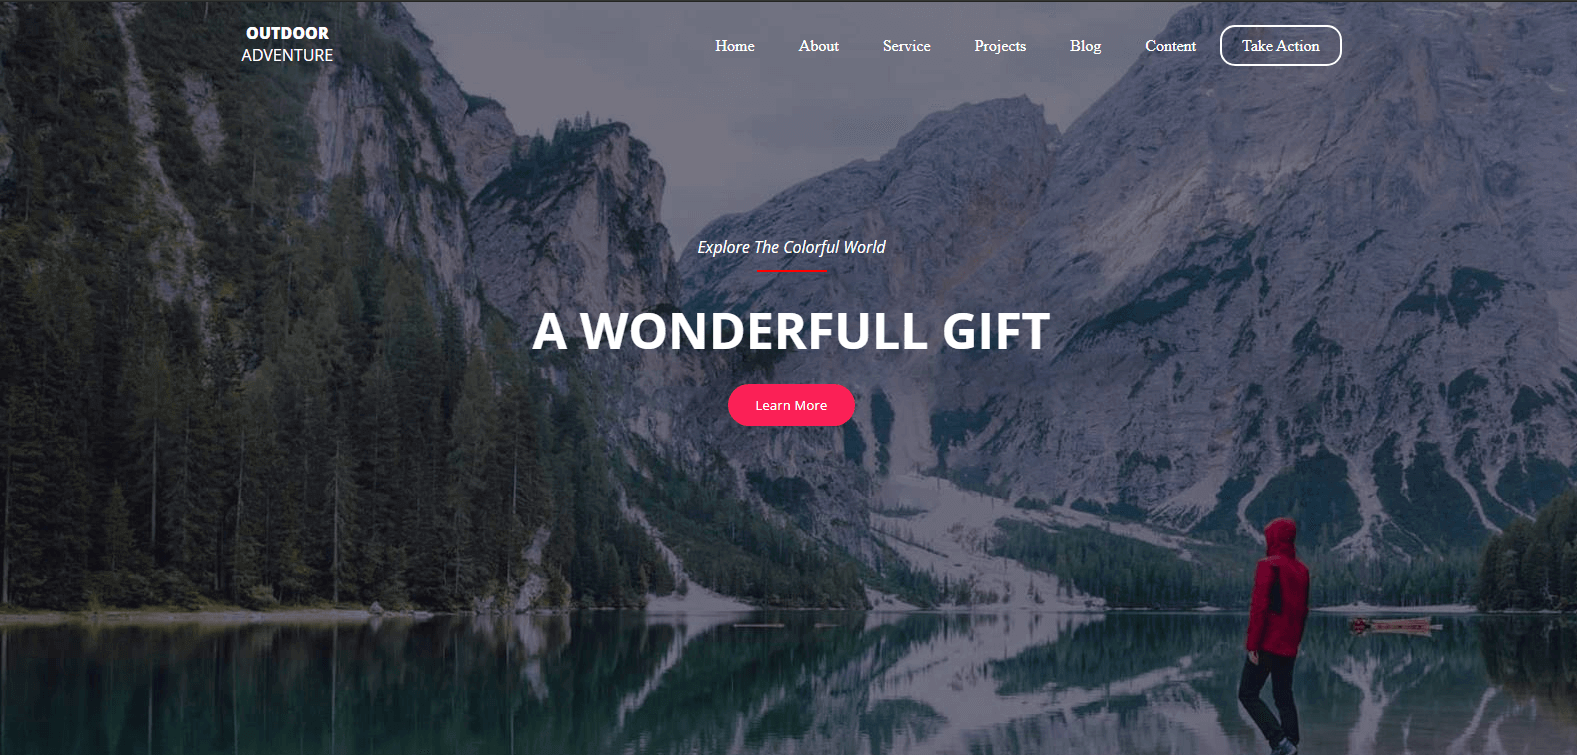 OUTDOOR
ADVENTURE
Home About Service Projects Blog Content Take Action
Explore The Colorful World
A WONDERFULL GIFT
Learn More